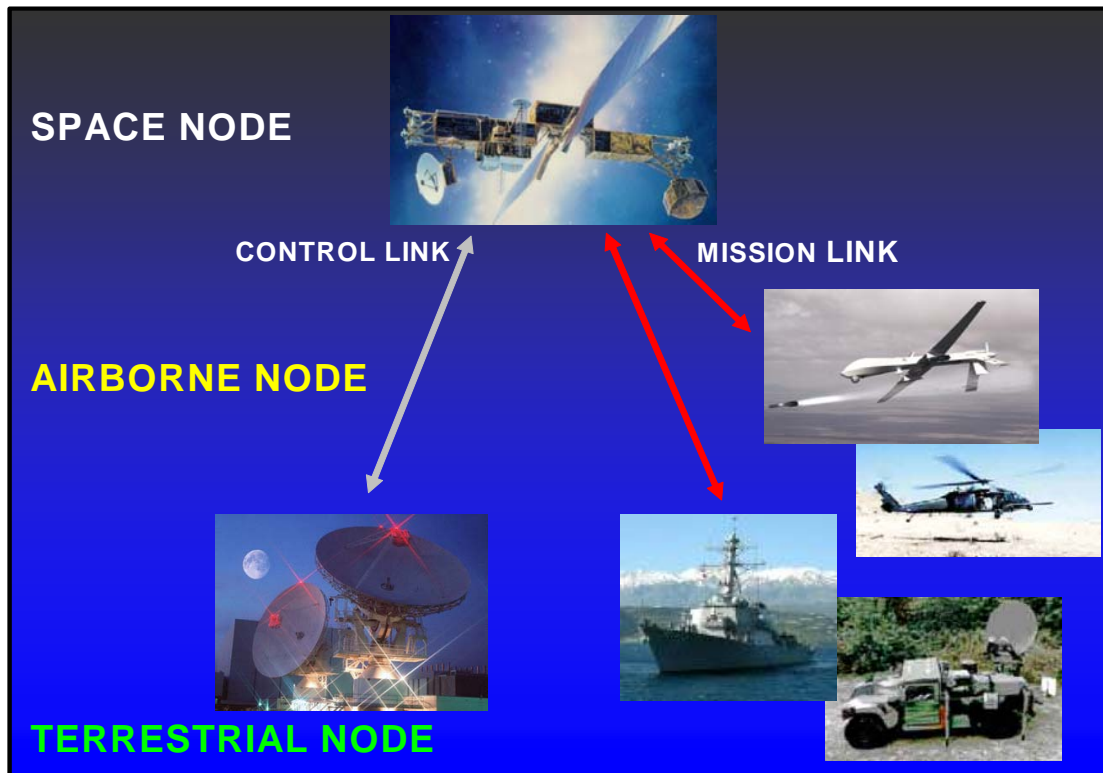 SPACE NODE
CONTROL LINK
MISSION LINK
AIRBORNE NODE
TERRESTRIAL NODE